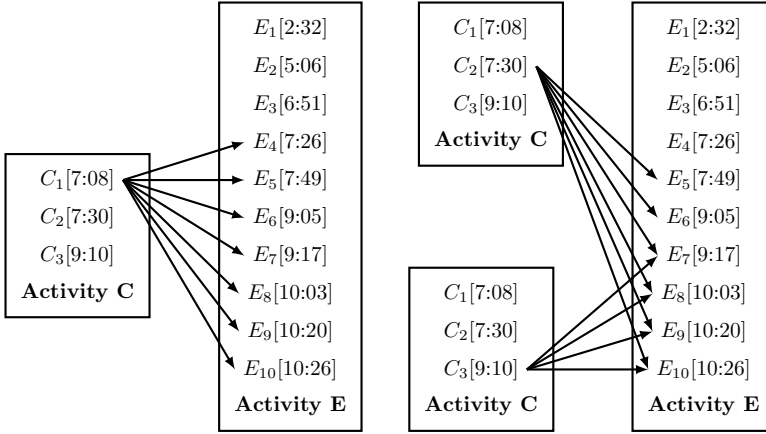 E₁[2:32]
E₂[5:06]
E₃[6:51]
E₄[7:26]
E₅[7:49]
E₆[9:05]
E₇[9:17]
E₈[10:03]
E₉[10:20]
E₁₀[10:26]
Activity E
C₁[7:08]
C₂[7:30]
C₃[9:10]
Activity C
C₁[7:08]
C₂[7:30]
C₃[9:10]
Activity C
C₁[7:08]
C₂[7:30]
C₃[9:10]
Activity C
E₁[2:32]
E₂[5:06]
E₃[6:51]
E₄[7:26]
E₅[7:49]
E₆[9:05]
E₇[9:17]
E₈[10:03]
E₉[10:20]
E₁₀[10:26]
Activity E